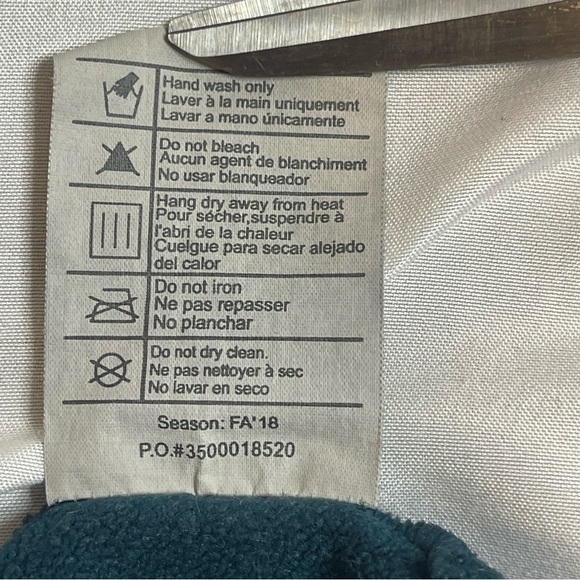 Hand wash only
Laver à la main uniquement
Lavar a mano únicamente
Do not bleach
Aucun agent de blanchiment
No usar blanqueador
Hang dry away from heat
Pour sécher,suspendre à
l'abri de la chaleur
Cuelgue para secar alejado
del calor
Do not iron
Ne pas repasser
No planchar
Do not dry clean.
Ne pas nettoyer à sec
No lavar en seco
Season: FA'18
P.O.#3500018520